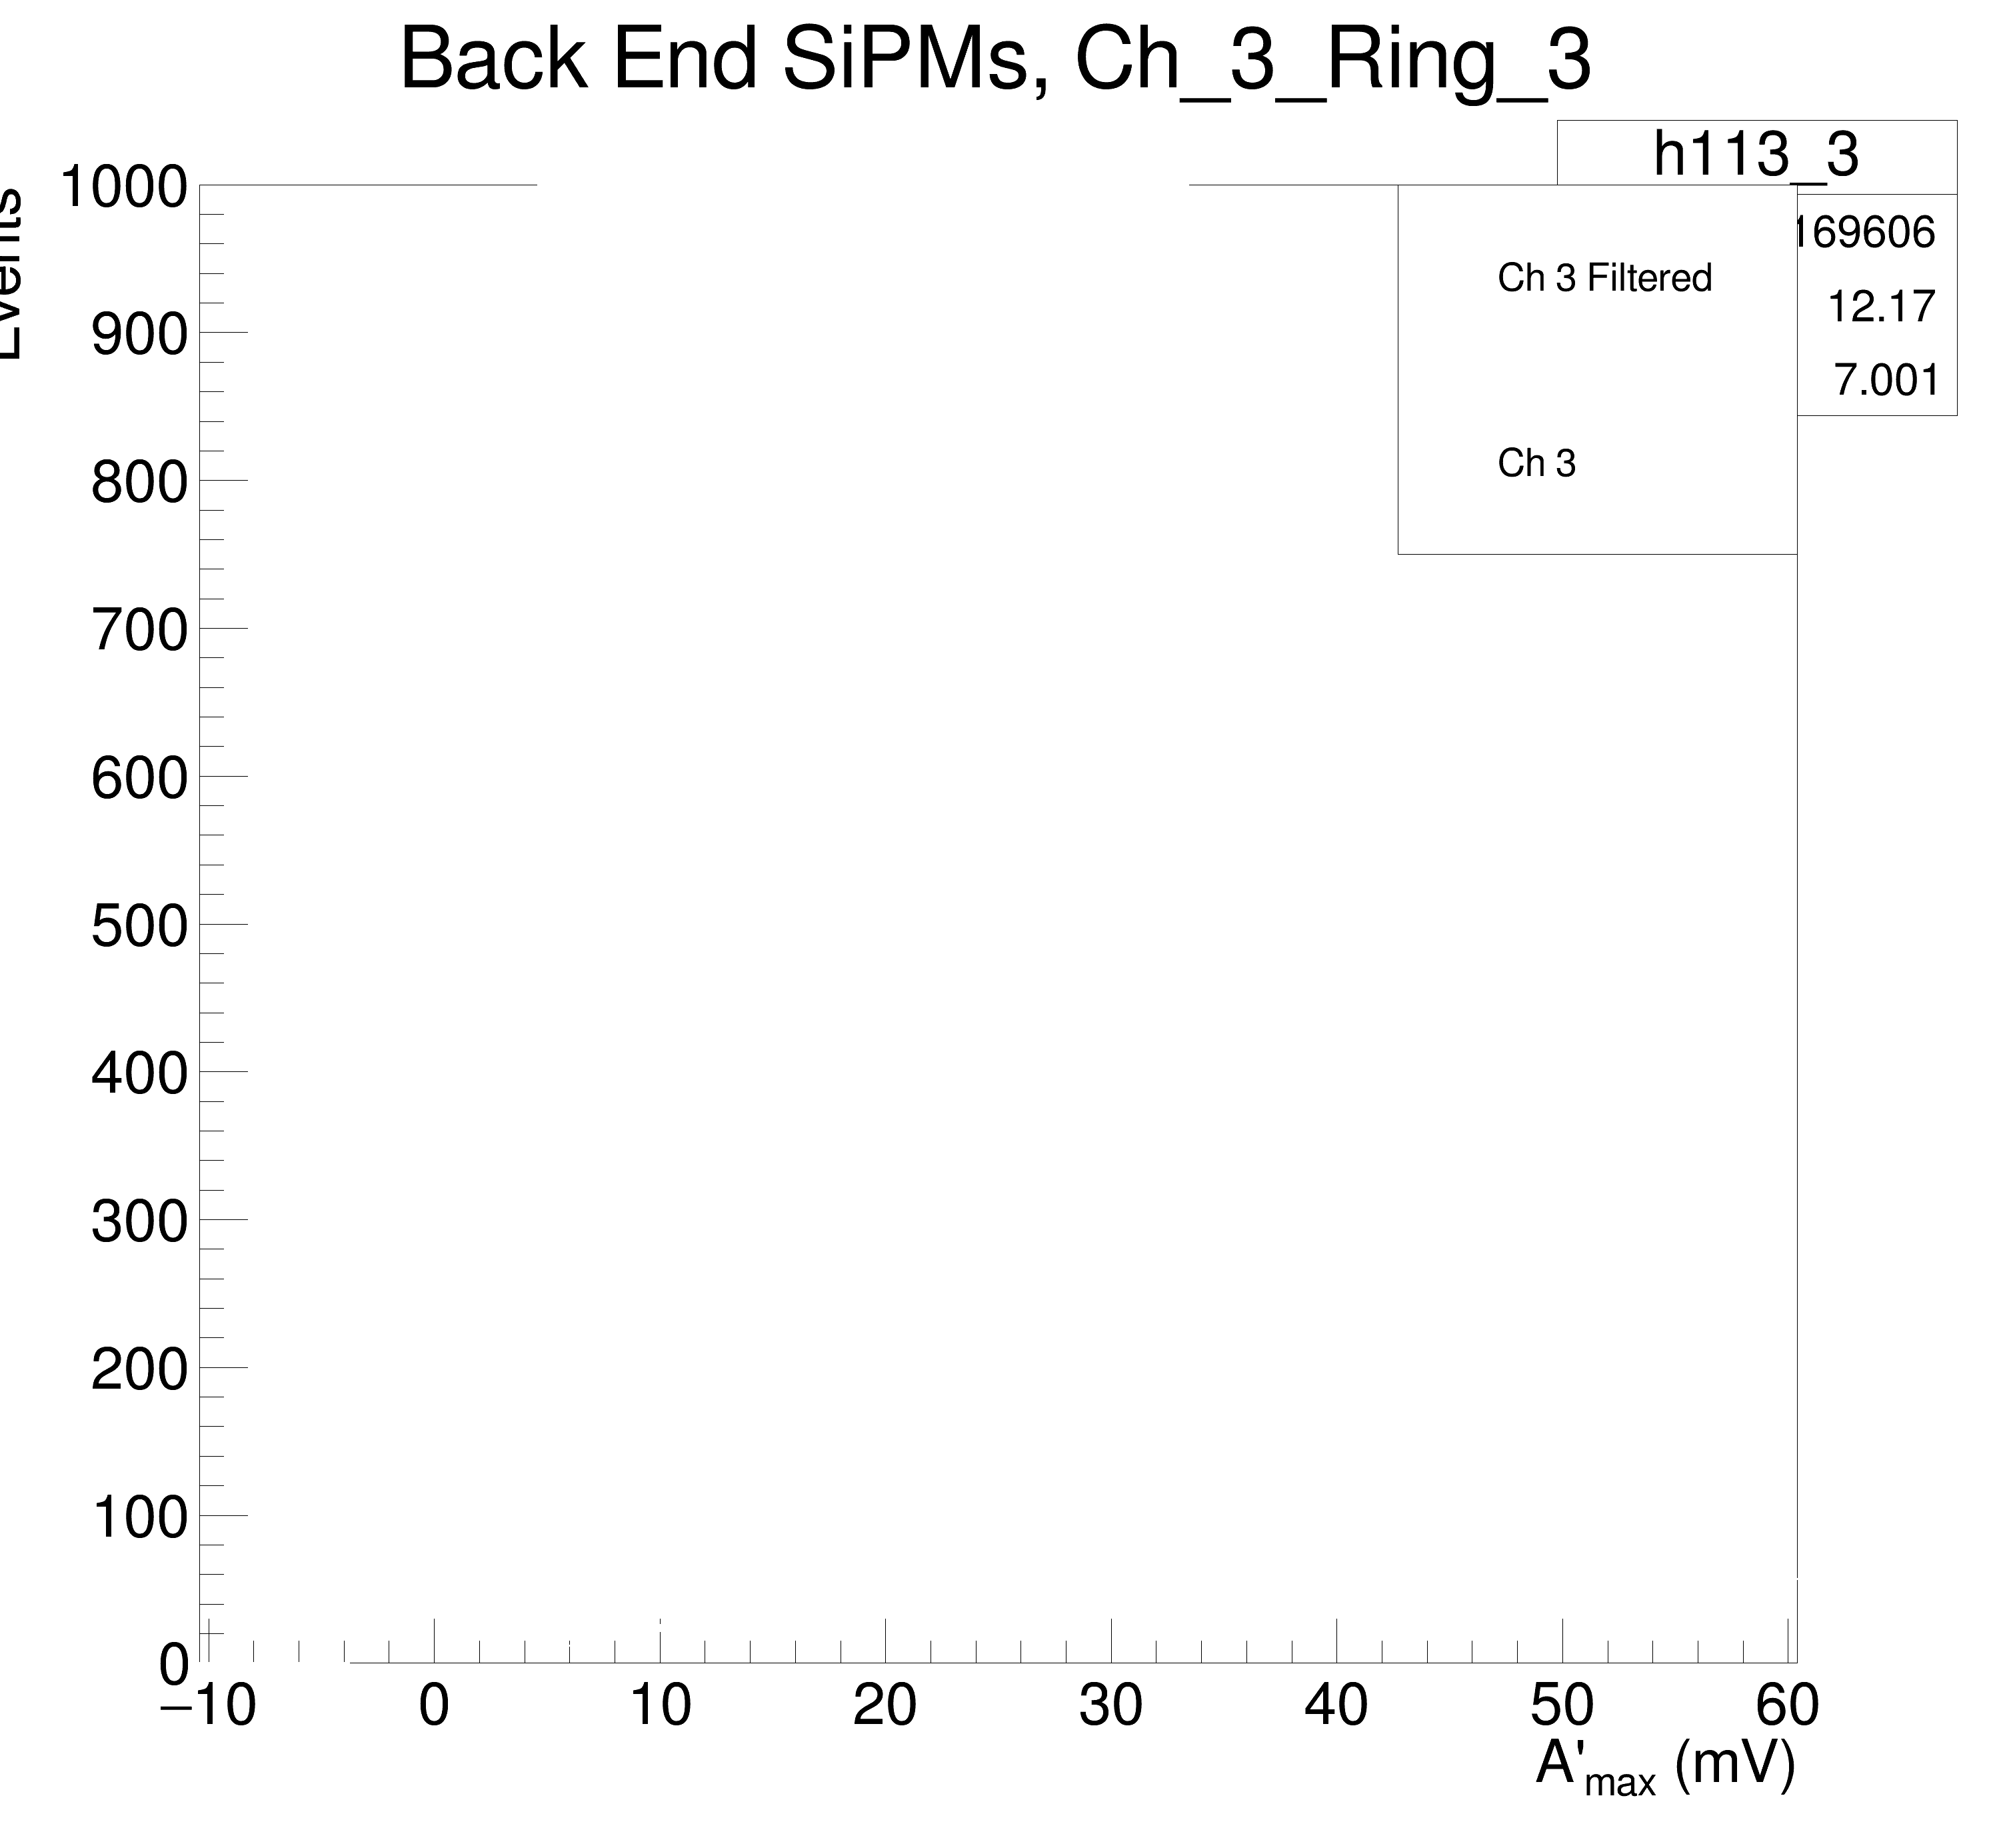 Back End SiPMs, Ch_3_Ring_3
h113_3
169606
12.17
7.001
Ch 3 Filtered
Ch 3
Events
1000
900
800
700
600
500
400
300
200
100
0
−10 0 10 20 30 40 50 60
A'max (mV)